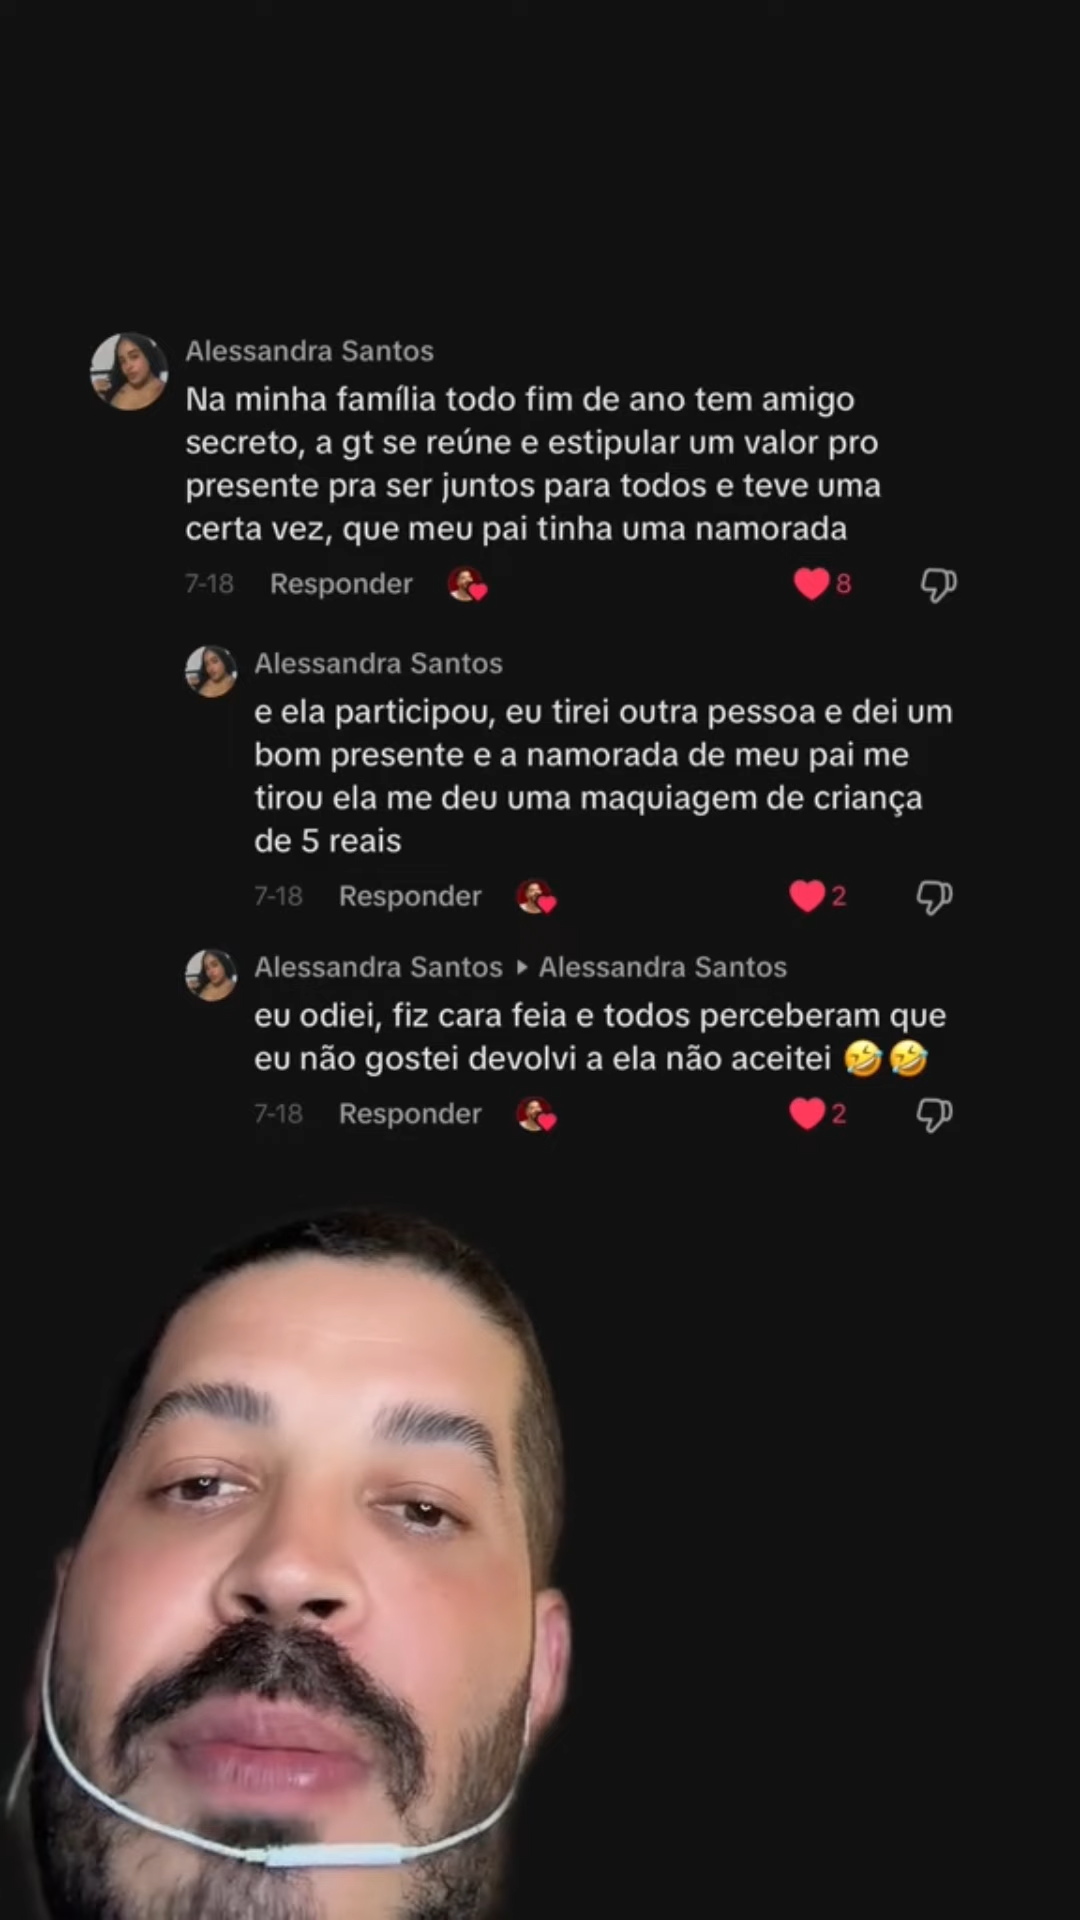 Alessandra Santos
Na minha família todo fim de ano tem amigo
secreto, a gt se reúne e estipular um valor pro
presente pra ser juntos para todos e teve uma
certa vez, que meu pai tinha uma namorada
7-18 Responder 8
Alessandra Santos
e ela participou, eu tirei outra pessoa e dei um
bom presente e a namorada de meu pai me
tirou ela me deu uma maquiagem de criança
de 5 reais
7-18 Responder 2
Alessandra Santos ▸ Alessandra Santos
eu odiei, fiz cara feia e todos perceberam que
eu não gostei devolvi a ela não aceitei 🤣🤣
7-18 Responder 2